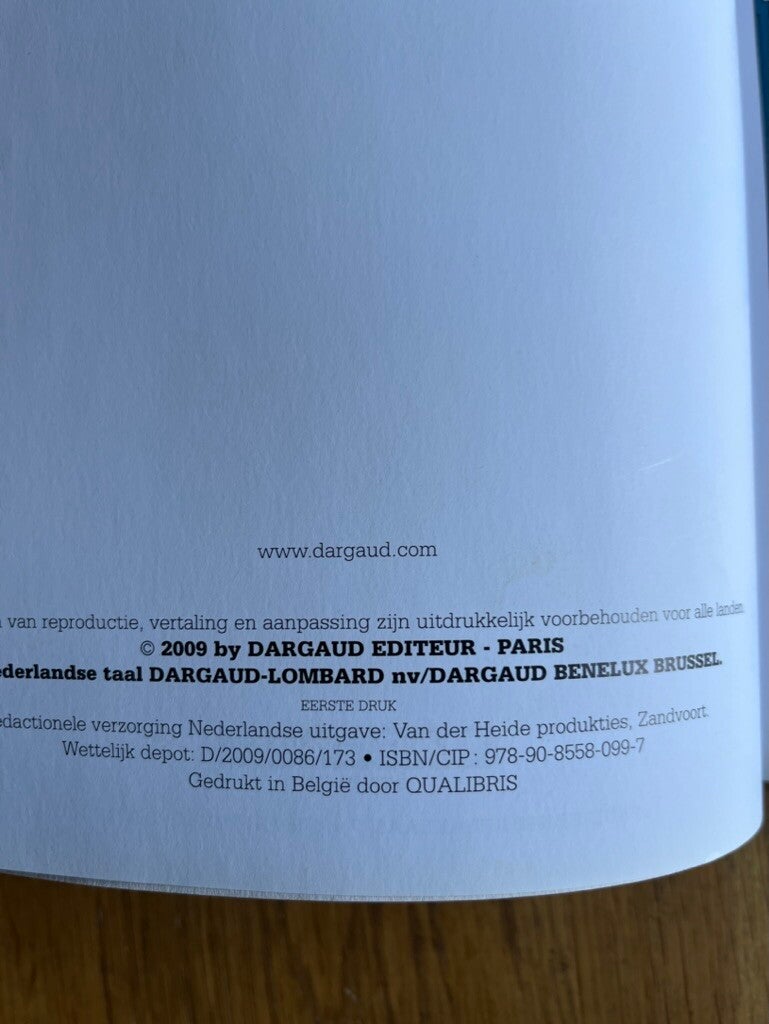 www.dargaud.com
van reproductie, vertaling en aanpassing zijn uitdrukkelijk voorbehouden voor alle landen.
© 2009 by DARGAUD EDITEUR - PARIS
ederlandse taal DARGAUD-LOMBARD nv/DARGAUD BENELUX BRUSSEL.
EERSTE DRUK
edactionele verzorging Nederlandse uitgave: Van der Heide produkties, Zandvoort.
Wettelijk depot: D/2009/0086/173 • ISBN/CIP: 978-90-8558-099-7
Gedrukt in België door QUALIBRIS